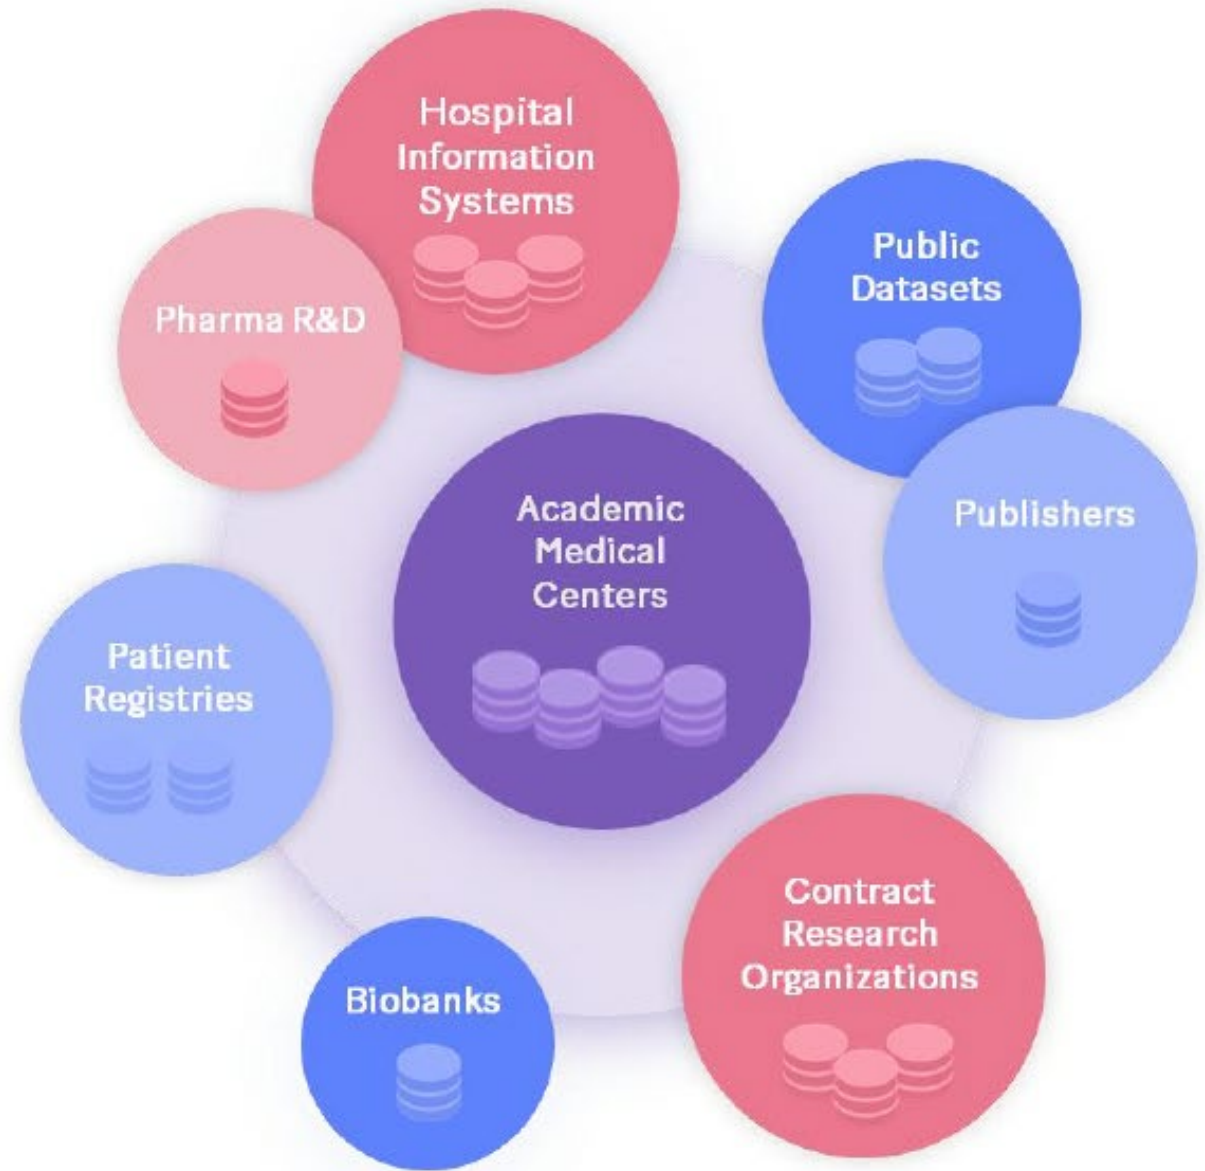 Hospital
Information
Systems
Public
Datasets
Pharma R&D
Academic
Medical
Centers
Publishers
Patient
Registries
Contract
Research
Organizations
Biobanks